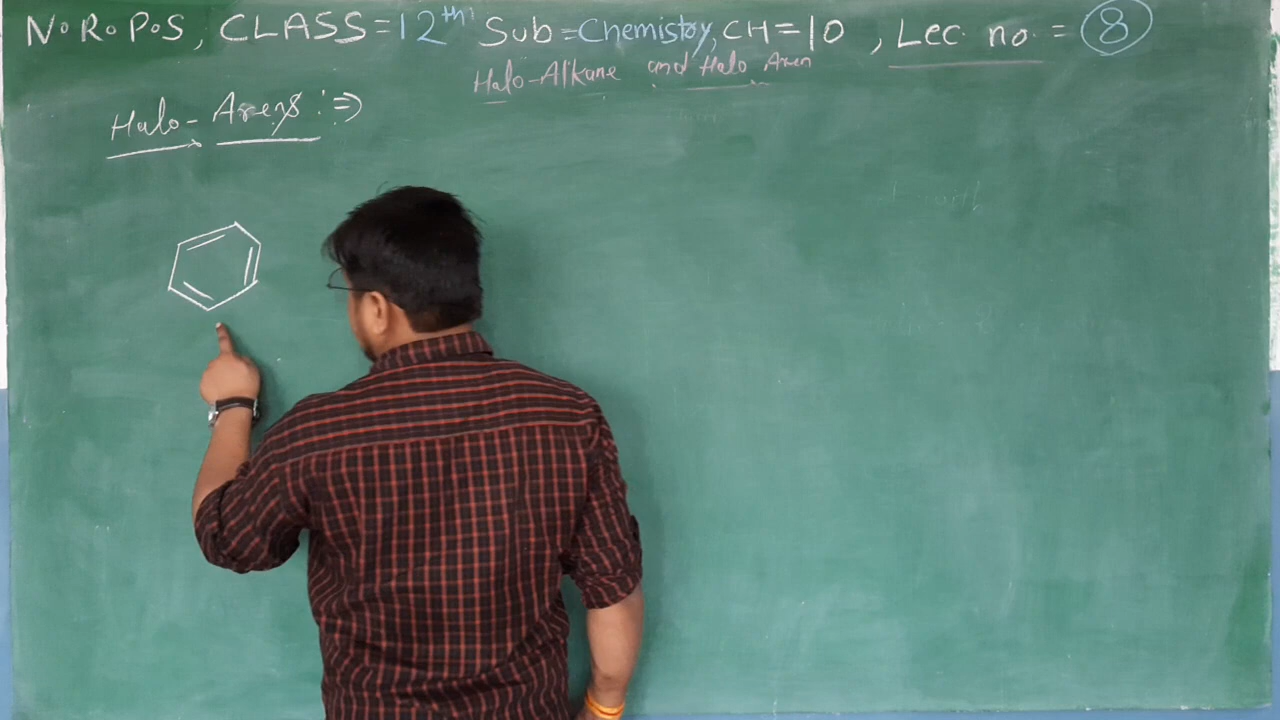 N.R.P.S, CLASS=12th Sub=Chemistry, CH=10, Lec. no. = 8
Halo-Alkane and Halo Aren
Halo-Arens :⇒